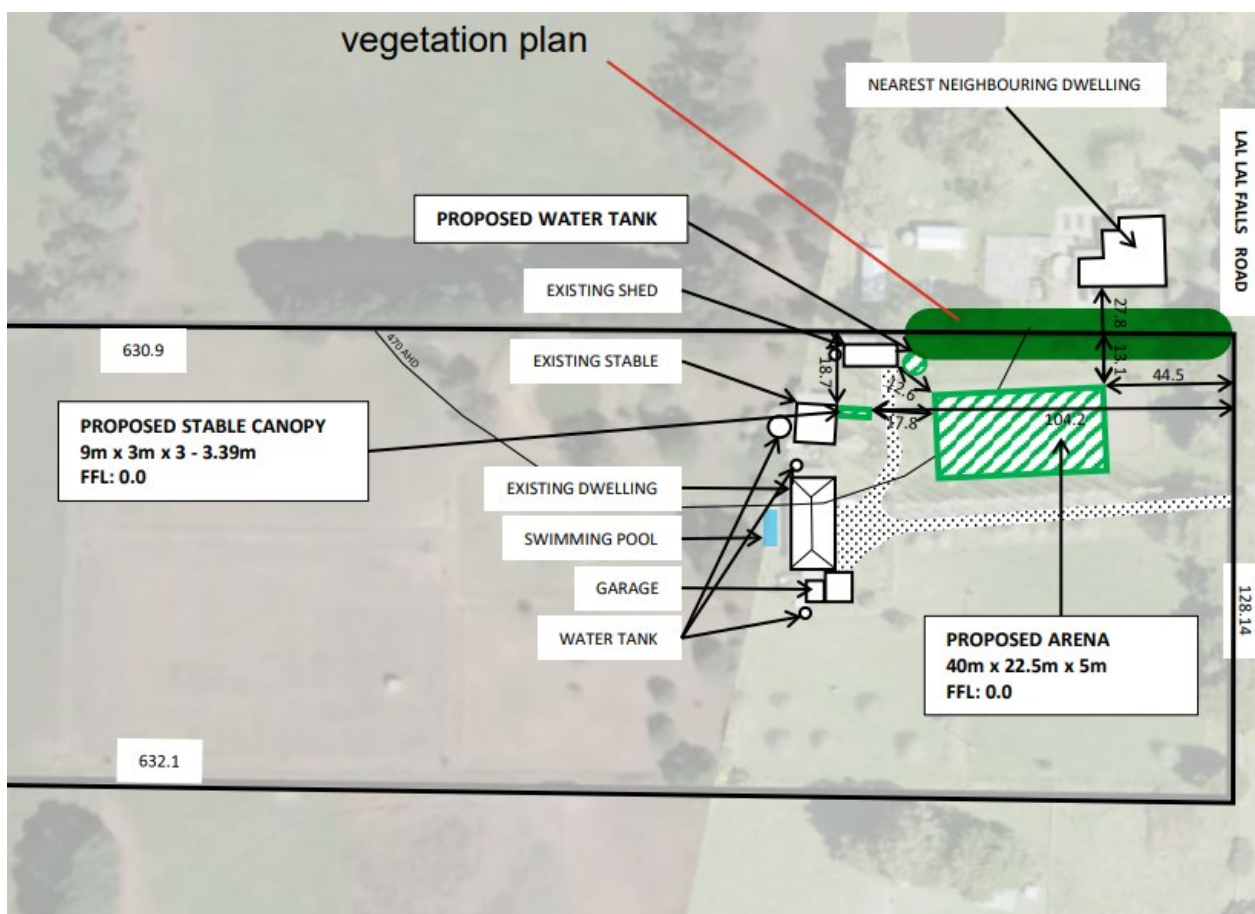 vegetation plan
NEAREST NEIGHBOURING DWELLING
LAL LAL FALLS ROAD
PROPOSED WATER TANK
EXISTING SHED
27.8
630.9
470 AHD
EXISTING STABLE
18.7
13.1
12.6
44.5
PROPOSED STABLE CANOPY
9m x 3m x 3 - 3.39m
FFL: 0.0
17.8
104.2
EXISTING DWELLING
SWIMMING POOL
GARAGE
WATER TANK
128.14
PROPOSED ARENA
40m x 22.5m x 5m
FFL: 0.0
632.1